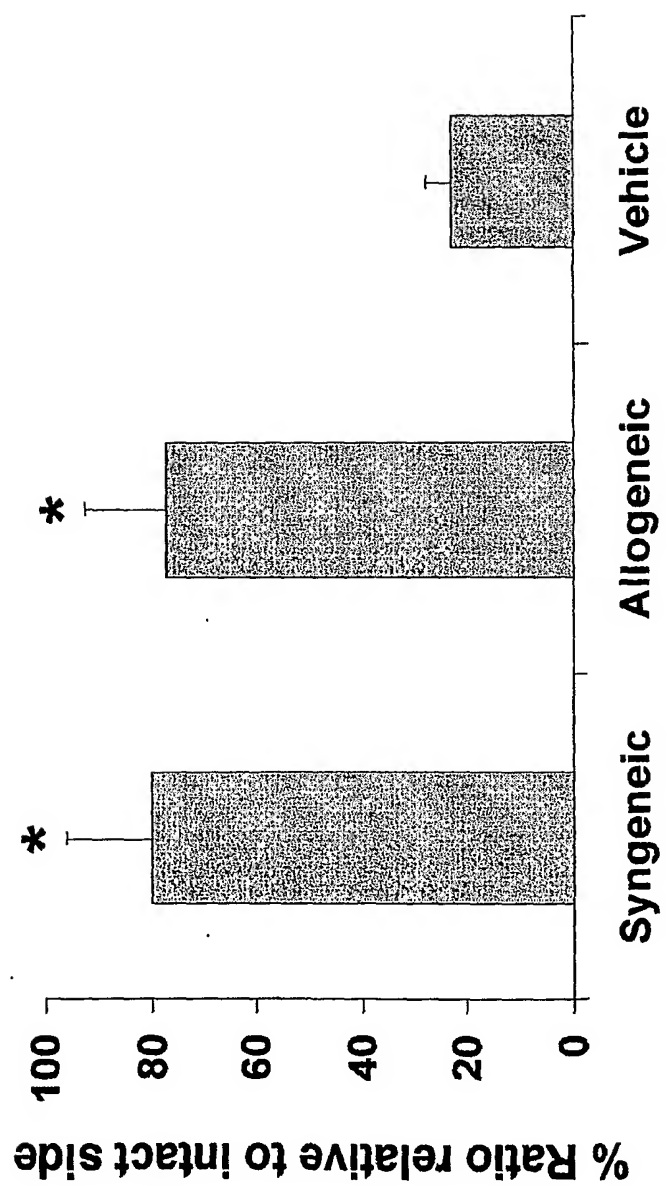 % Ratio relative to intact side
100
80
60
40
20
0
*
*
Syngeneic
Allogeneic
Vehicle